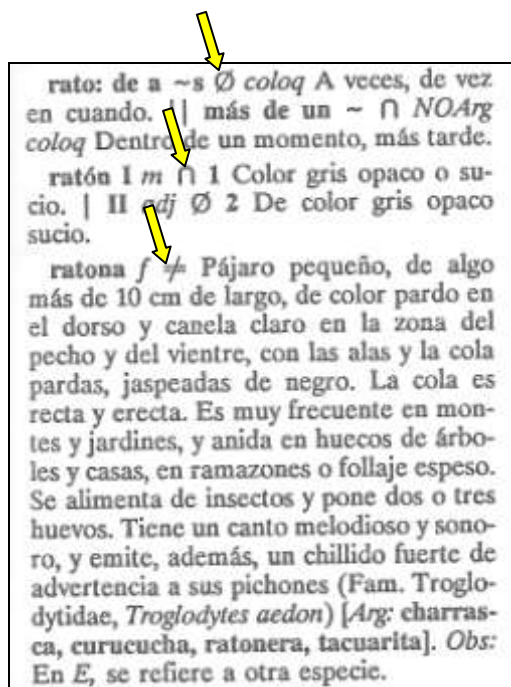 rato: de a ~s Ø coloq A veces, de vez
en cuando. || más de un ~ ∩ NOArg
coloq Dentro de un momento, más tarde.
ratón I m ∩ 1 Color gris opaco o su-
cio. | II adj Ø 2 De color gris opaco
sucio.
ratona f ≠ Pájaro pequeño, de algo
más de 10 cm de largo, de color pardo en
el dorso y canela claro en la zona del
pecho y del vientre, con las alas y la cola
pardas, jaspeadas de negro. La cola es
recta y erecta. Es muy frecuente en mon-
tes y jardines, y anida en huecos de árbo-
les y casas, en ramazones o follaje espeso.
Se alimenta de insectos y pone dos o tres
huevos. Tiene un canto melodioso y sono-
ro, y emite, además, un chillido fuerte de
advertencia a sus pichones (Fam. Troglo-
dytidae, Troglodytes aedon) [Arg: charras-
ca, curucucha, ratonera, tacuarita]. Obs:
En E, se refiere a otra especie.